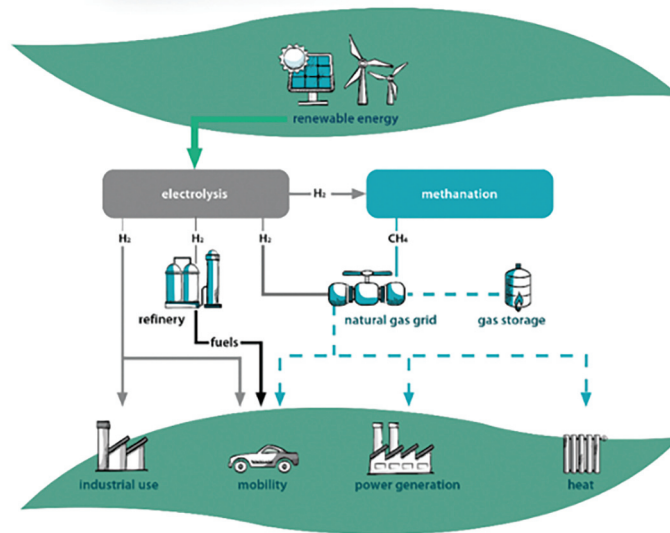 renewable energy
electrolysis
H₂
methanation
H₂
H₂
H₂
CH₄
refinery
natural gas grid
gas storage
fuels
industrial use
mobility
power generation
heat